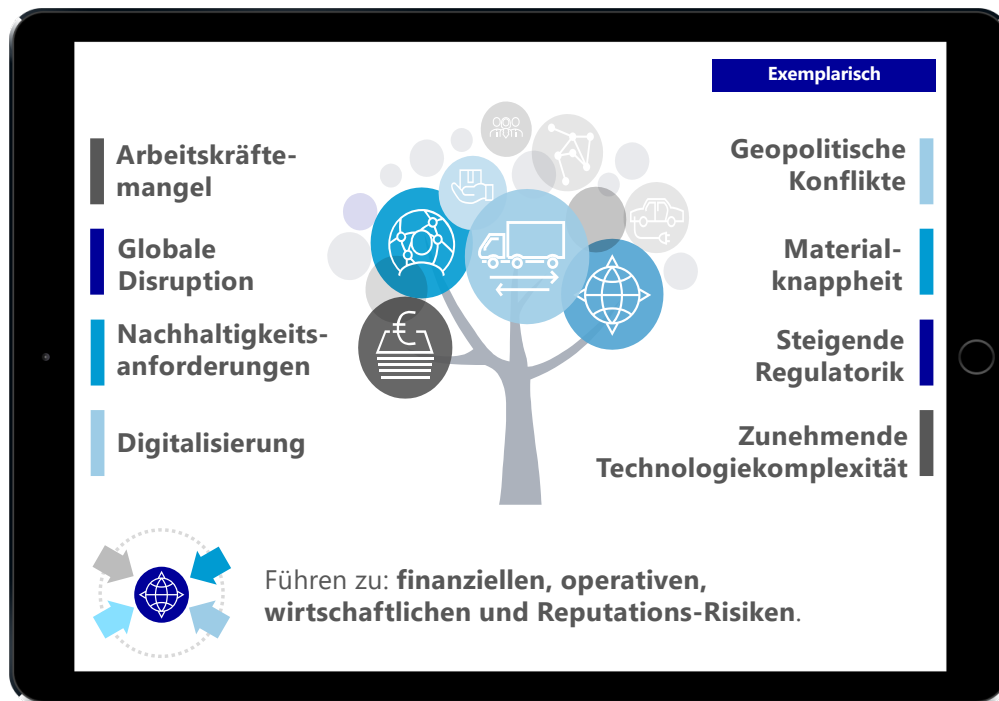 Exemplarisch
Arbeitskräfte-
mangel
Globale
Disruption
Nachhaltigkeits-
anforderungen
Digitalisierung
Geopolitische
Konflikte
Material-
knappheit
Steigende
Regulatorik
Zunehmende
Technologiekomplexität
€
Führen zu: finanziellen, operativen,
wirtschaftlichen und Reputations-Risiken.